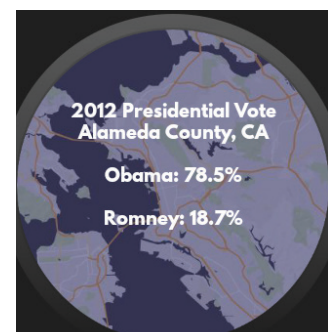 2012 Presidential Vote
Alameda County, CA
Obama: 78.5%
Romney: 18.7%